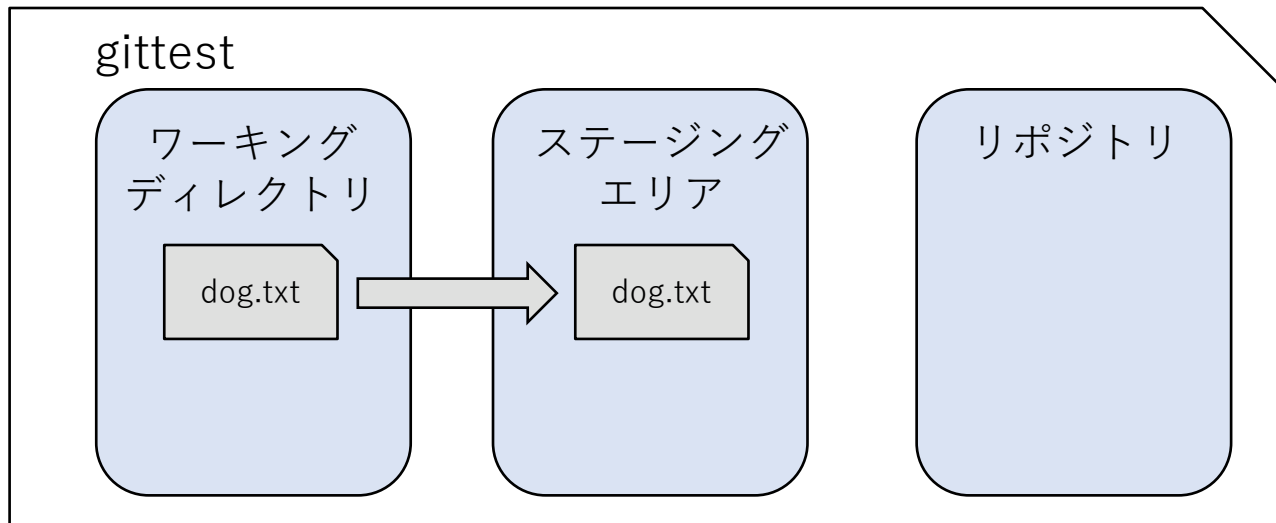 gittest
ワーキング
ディレクトリ
ステージング
エリア
リポジトリ
dog.txt
dog.txt